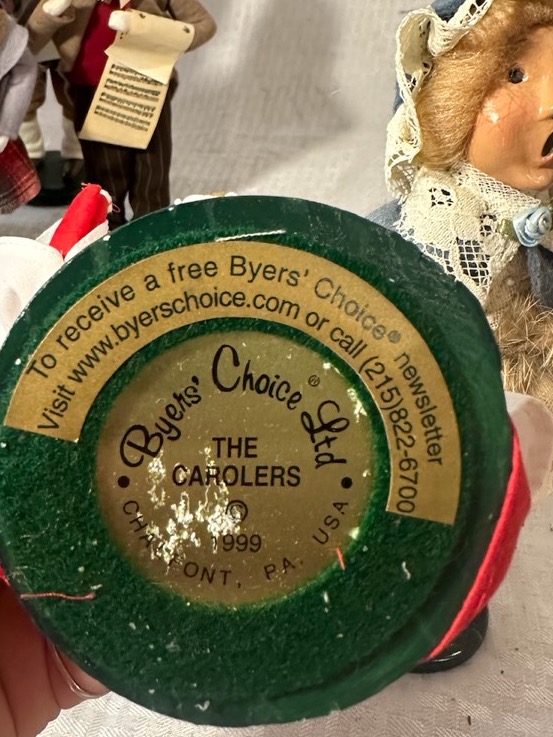 To receive a free Byers' Choice® newsletter
Visit www.byerschoice.com or call (215)822-6700
Byers' Choice® Ltd
THE
CAROLERS
©
1999
CHALFONT, PA. USA